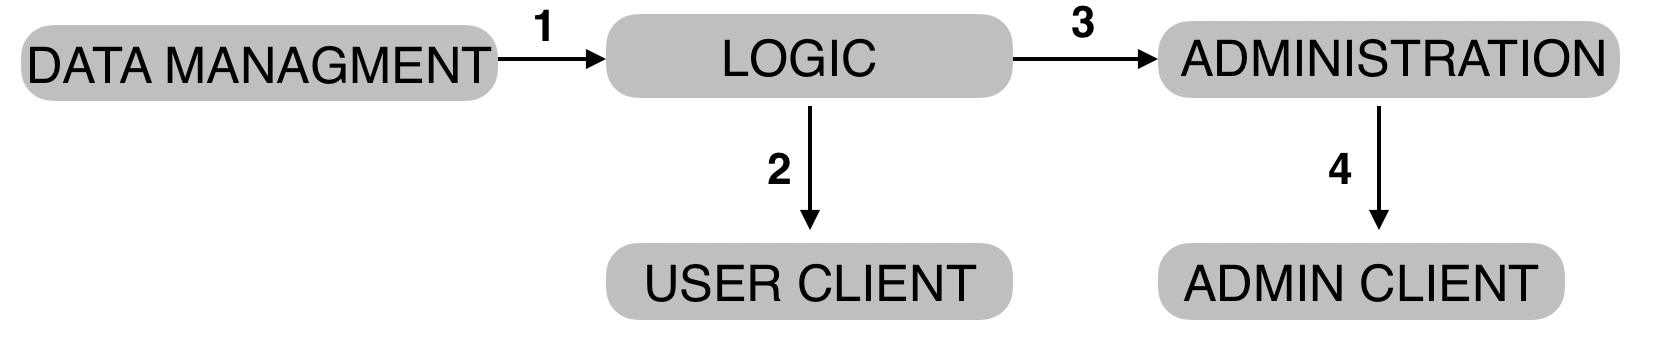 1
3
DATA MANAGMENT
LOGIC
ADMINISTRATION
2
4
USER CLIENT
ADMIN CLIENT